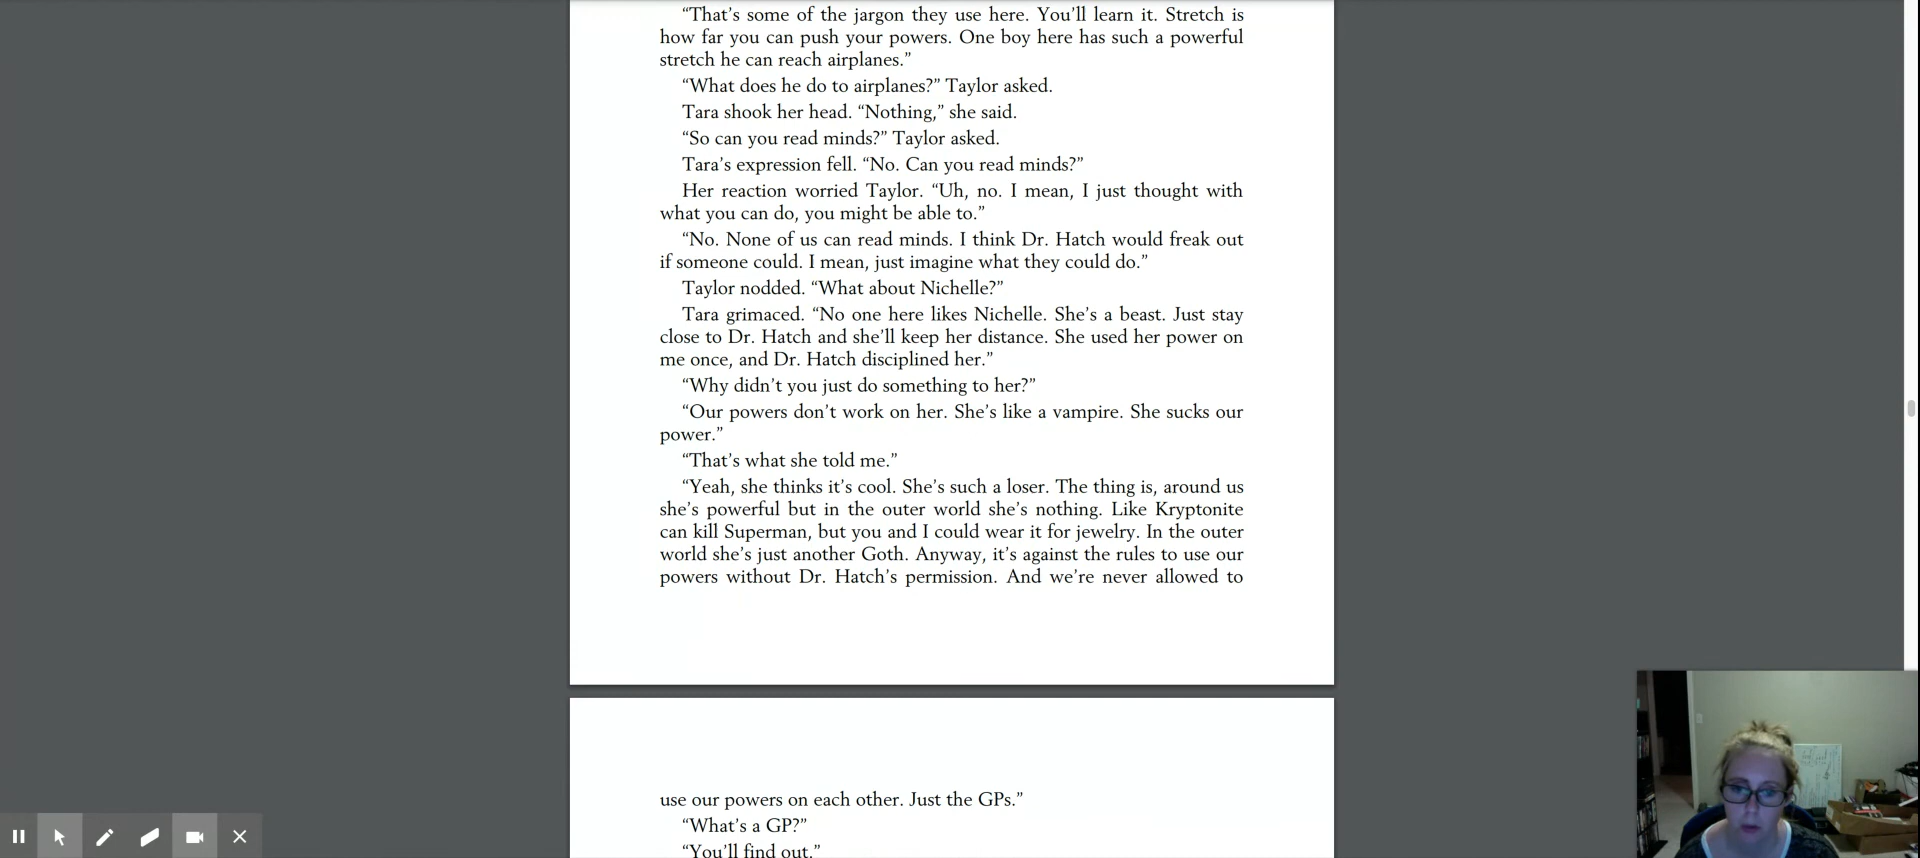 “That’s some of the jargon they use here. You’ll learn it. Stretch is
how far you can push your powers. One boy here has such a powerful
stretch he can reach airplanes.”
“What does he do to airplanes?” Taylor asked.
Tara shook her head. “Nothing,” she said.
“So can you read minds?” Taylor asked.
Tara’s expression fell. “No. Can you read minds?”
Her reaction worried Taylor. “Uh, no. I mean, I just thought with
what you can do, you might be able to.”
“No. None of us can read minds. I think Dr. Hatch would freak out
if someone could. I mean, just imagine what they could do.”
Taylor nodded. “What about Nichelle?”
Tara grimaced. “No one here likes Nichelle. She’s a beast. Just stay
close to Dr. Hatch and she’ll keep her distance. She used her power on
me once, and Dr. Hatch disciplined her.”
“Why didn’t you just do something to her?”
“Our powers don’t work on her. She’s like a vampire. She sucks our
power.”
“That’s what she told me.”
“Yeah, she thinks it’s cool. She’s such a loser. The thing is, around us
she’s powerful but in the outer world she’s nothing. Like Kryptonite
can kill Superman, but you and I could wear it for jewelry. In the outer
world she’s just another Goth. Anyway, it’s against the rules to use our
powers without Dr. Hatch’s permission. And we’re never allowed to
use our powers on each other. Just the GPs.”
“What’s a GP?”
“You’ll find out.”